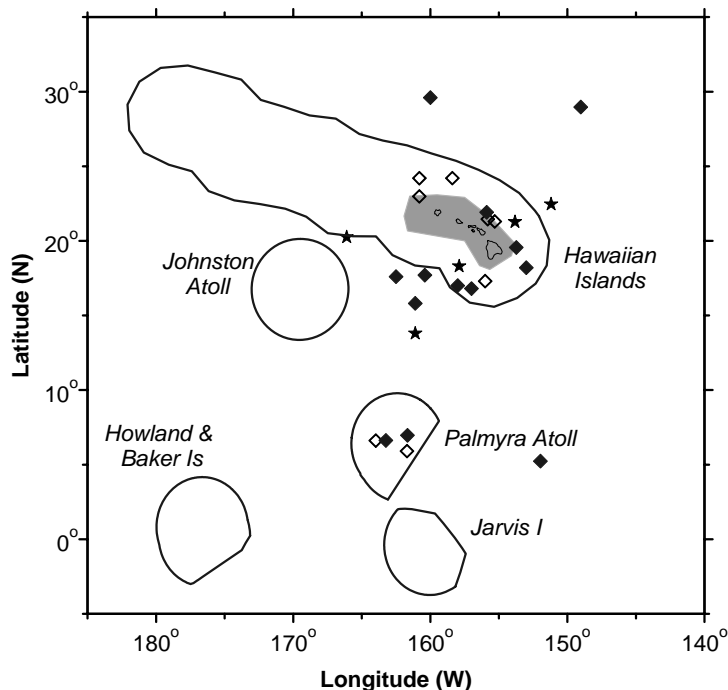 30°
20°
10°
0°
Latitude (N)
Hawaiian
Islands
Johnston
Atoll
Howland &
Baker Is
Palmyra Atoll
Jarvis I
180°
170°
160°
150°
140°
Longitude (W)